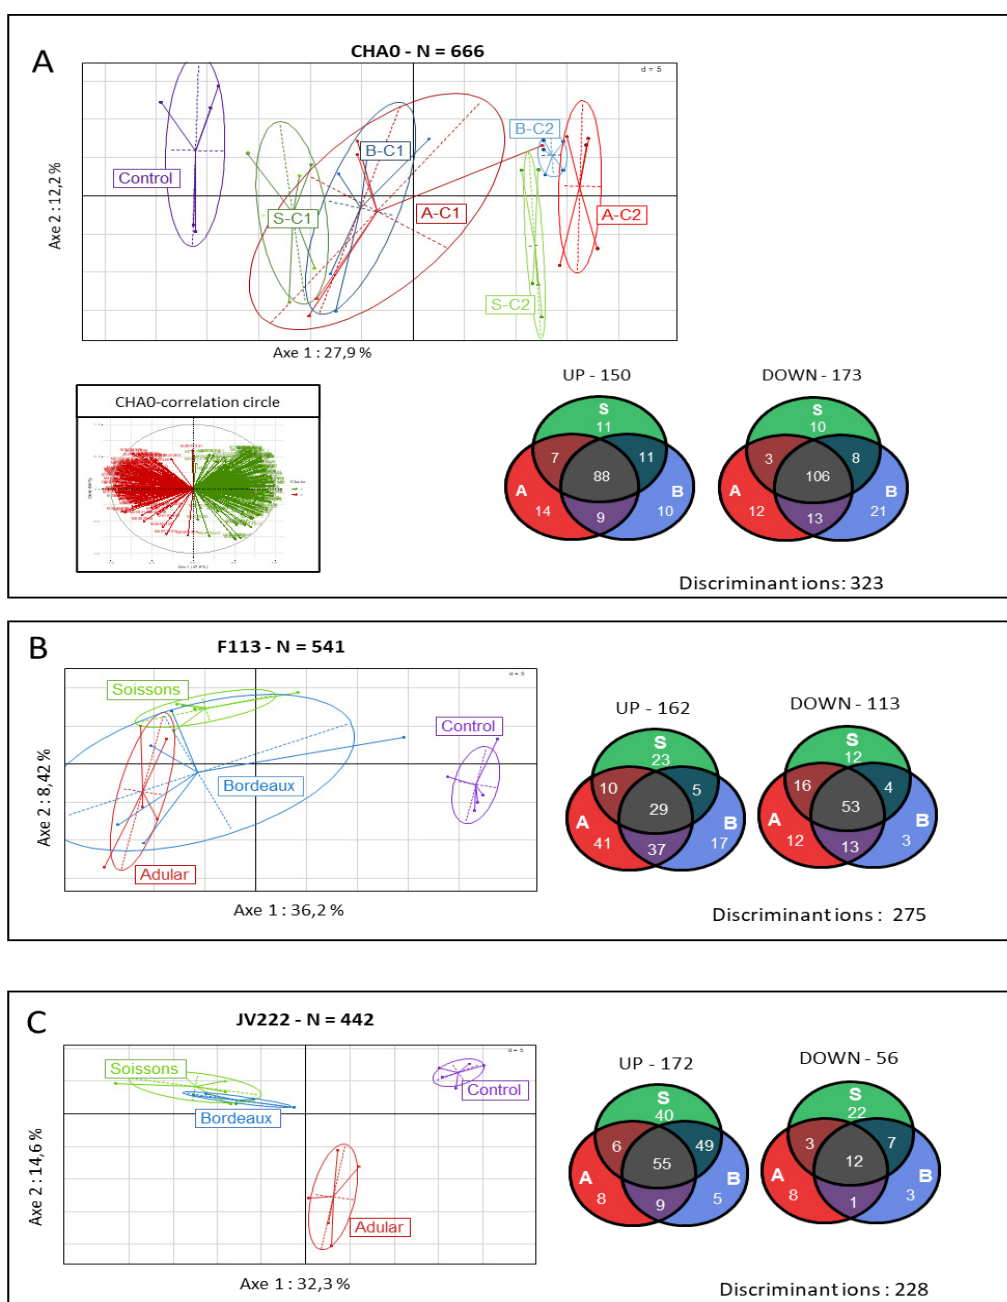 A
CHA0 - N = 666
d = 5
Control
S-C1
B-C1
A-C1
B-C2
A-C2
S-C2
Axe 2 : 12,2 %
Axe 1 : 27,9 %
CHA0-correlation circle
UP - 150
S
11
7
11
88
A
B
14
9
10
DOWN - 173
S
10
3
8
106
A
B
12
13
21
Discriminant ions: 323
B
F113 - N = 541
d = 5
Soissons
Control
Bordeaux
Adular
Axe 2 : 8,42 %
Axe 1 : 36,2 %
UP - 162
S
23
10
5
29
A
B
41
37
17
DOWN - 113
S
12
16
4
53
A
B
12
13
3
Discriminant ions : 275
C
JV222 - N = 442
d = 5
Soissons
Bordeaux
Control
Adular
Axe 2 : 14,6 %
Axe 1 : 32,3 %
UP - 172
S
40
6
49
55
A
B
8
9
5
DOWN - 56
S
22
3
7
12
A
B
8
1
3
Discriminant ions : 228